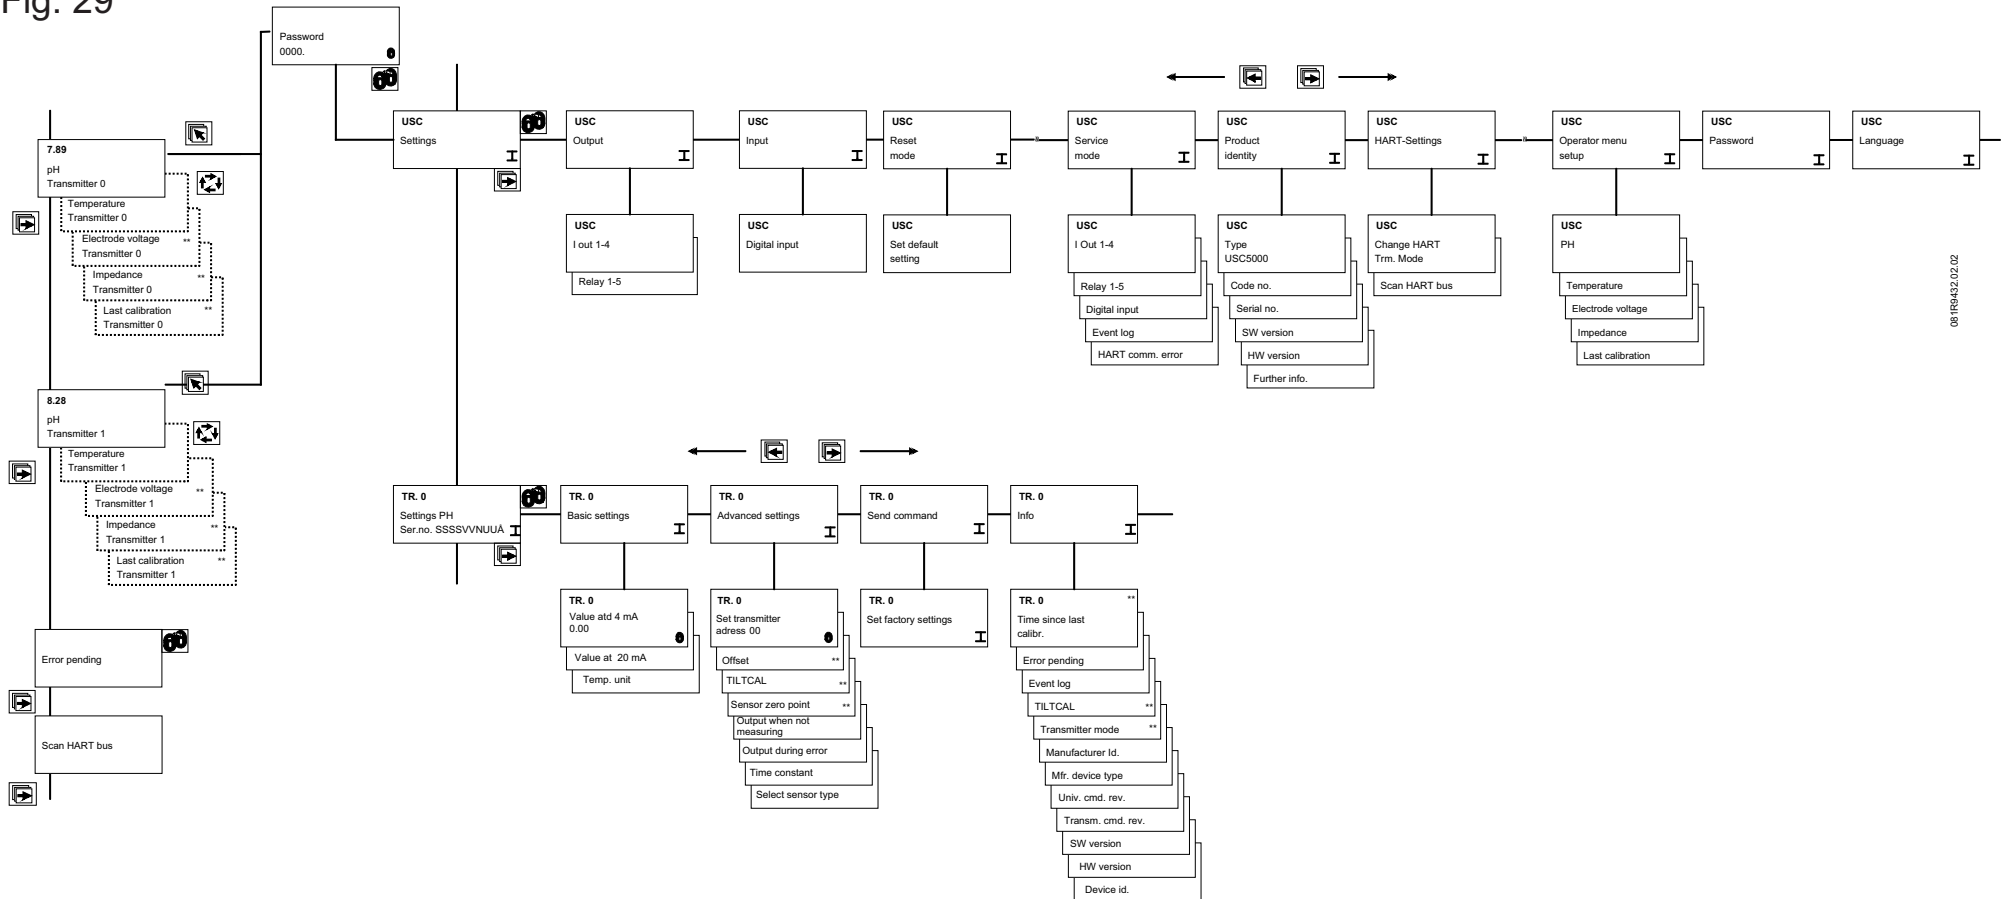 Fig. 29
Password
0000.
7.89
pH
Transmitter 0
Temperature
Transmitter 0
Electrode voltage **
Transmitter 0
Impedance **
Transmitter 0
Last calibration **
Transmitter 0
8.28
pH
Transmitter 1
Temperature
Transmitter 1
Electrode voltage **
Transmitter 1
Impedance **
Transmitter 1
Last calibration **
Transmitter 1
Error pending
Scan HART bus
USC
Settings
USC
Output
USC
Input
USC
Reset
mode
USC
Service
mode
USC
Product
identity
USC
HART-Settings
USC
Operator menu
setup
USC
Password
USC
Language
USC
I out 1-4
Relay 1-5
USC
Digital input
USC
Set default
setting
USC
I Out 1-4
Relay 1-5
Digital input
Event log
HART comm. error
USC
Type
USC5000
Code no.
Serial no.
SW version
HW version
Further info.
USC
Change HART
Trm. Mode
Scan HART bus
USC
PH
Temperature
Electrode voltage
Impedance
Last calibration
081R9432.02.02
TR. 0
Settings PH
Ser.no. SSSSVVNUUÅ
TR. 0
Basic settings
TR. 0
Advanced settings
TR. 0
Send command
TR. 0
Info
TR. 0
Value atd 4 mA
0.00
Value at 20 mA
Temp. unit
TR. 0
Set transmitter
adress 00
Offset **
TILTCAL **
Sensor zero point **
Output when not
measuring
Output during error
Time constant
Select sensor type
TR. 0
Set factory settings
TR. 0 **
Time since last
calibr.
Error pending
Event log
TILTCAL **
Transmitter mode **
Manufacturer Id.
Mfr. device type
Univ. cmd. rev.
Transm. cmd. rev.
SW version
HW version
Device id.